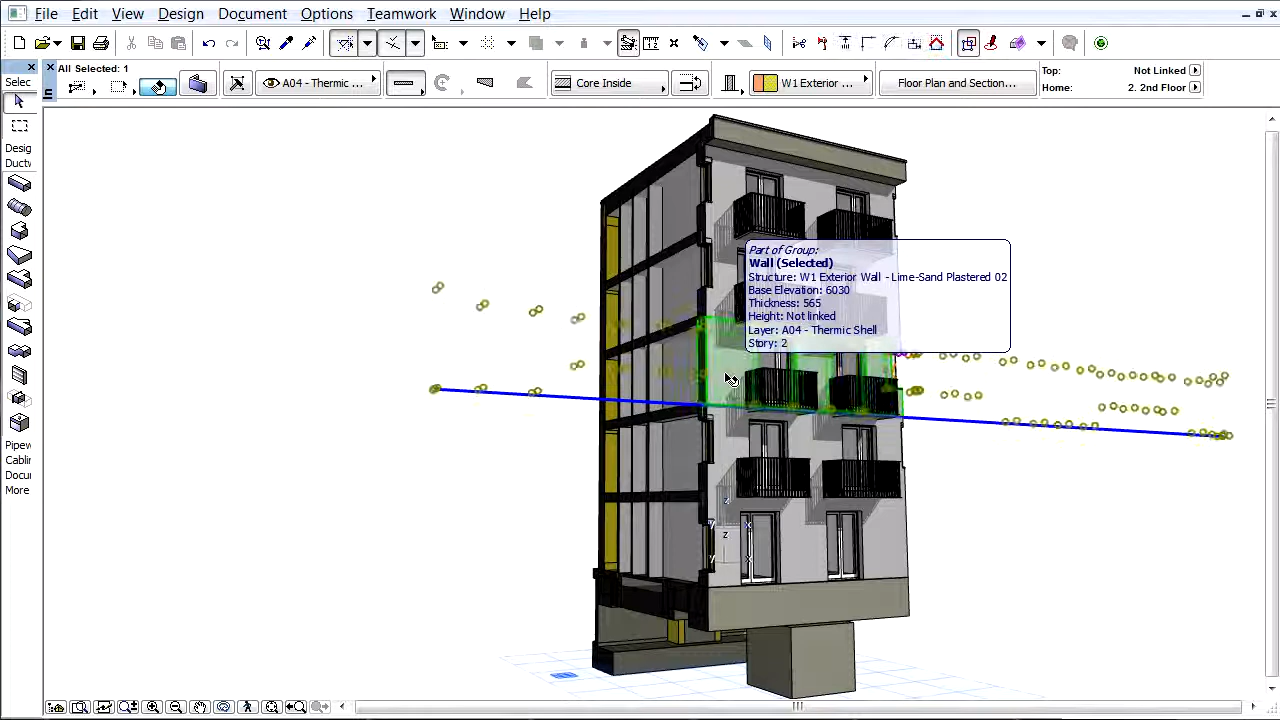 File Edit View Design Document Options Teamwork Window Help
Selec
All Selected: 1
A04 - Thermic ...
Core Inside
W1 Exterior ...
Floor Plan and Section...
Top: Not Linked
Home: 2. 2nd Floor
Desig
Duct
Pipev
Cabin
Docu
More
Part of Group:
Wall (Selected)
Structure: W1 Exterior Wall - Lime-Sand Plastered 02
Base Elevation: 6030
Thickness: 565
Height: Not linked
Layer: A04 - Thermic Shell
Story: 2
z
y x
z
y x